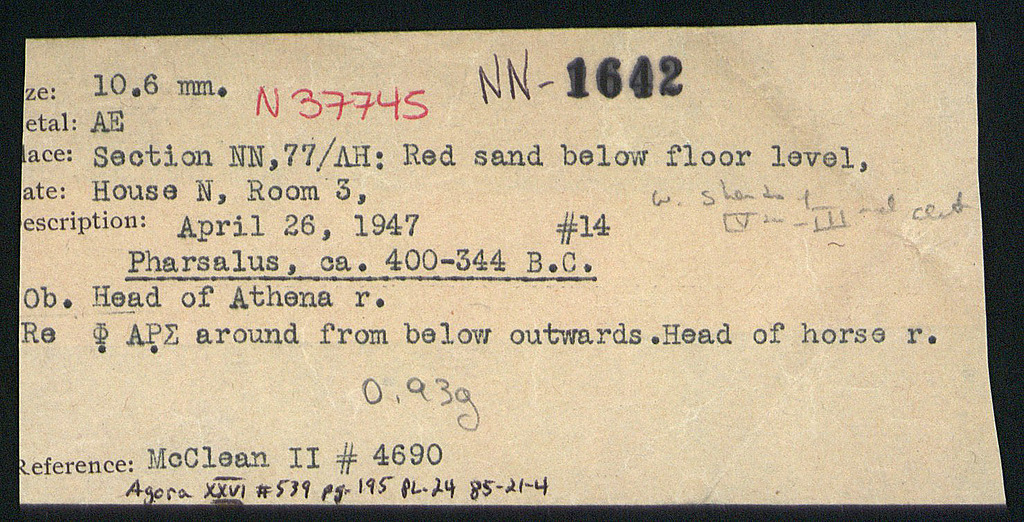 NN-1642
ze: 10.6 mm. N 37745
etal: AE
lace: Section NN,77/ΛH: Red sand below floor level,
ate: House N, Room 3,
w.
escription: April 26, 1947 #14
Pharsalus, ca. 400-344 B.C.
Ob. Head of Athena r.
Re Φ̣ AP̣Σ around from below outwards.Head of horse r.
0.93g
Reference: McClean II # 4690
Agora XXVI #539 pg. 195 PL.24 85-21-4